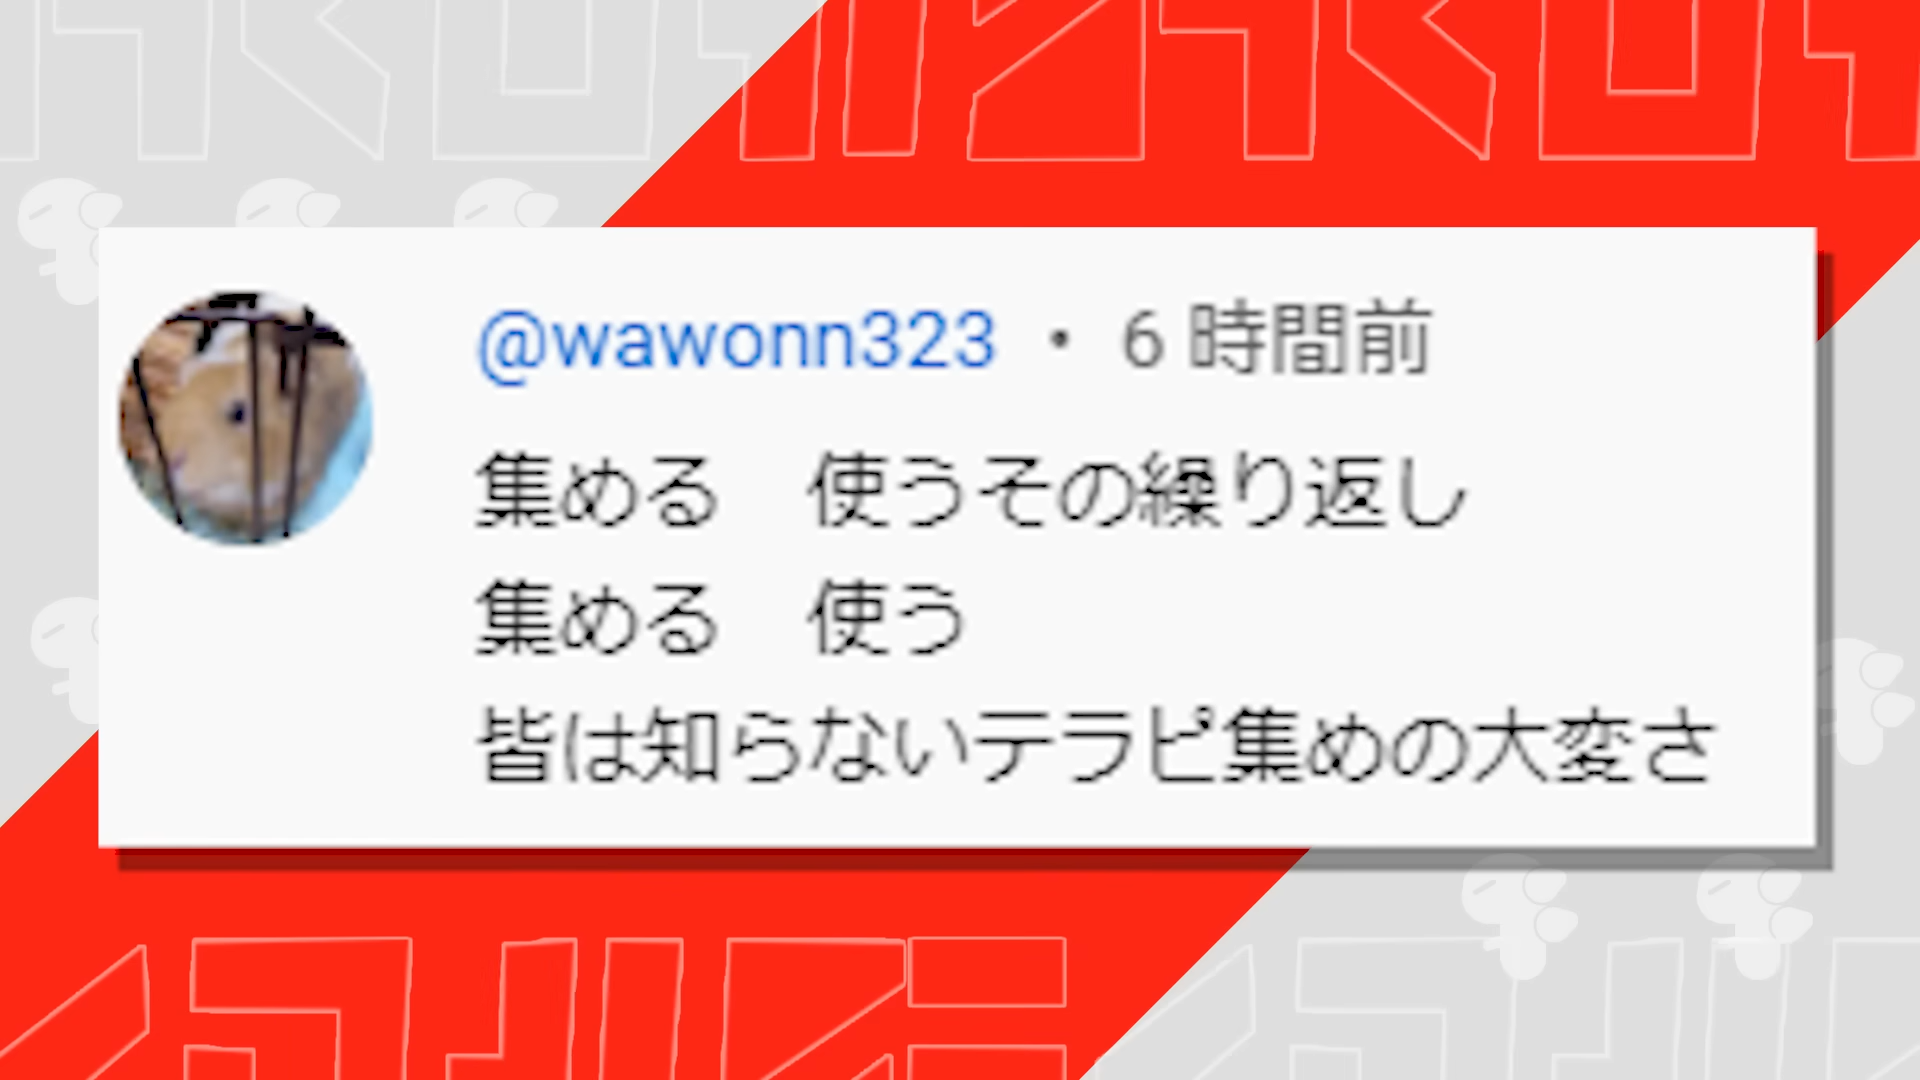 @wawonn323 ・ 6 時間前
集める　使うその繰り返し
集める　使う
皆は知らないテラピ集めの大変さ